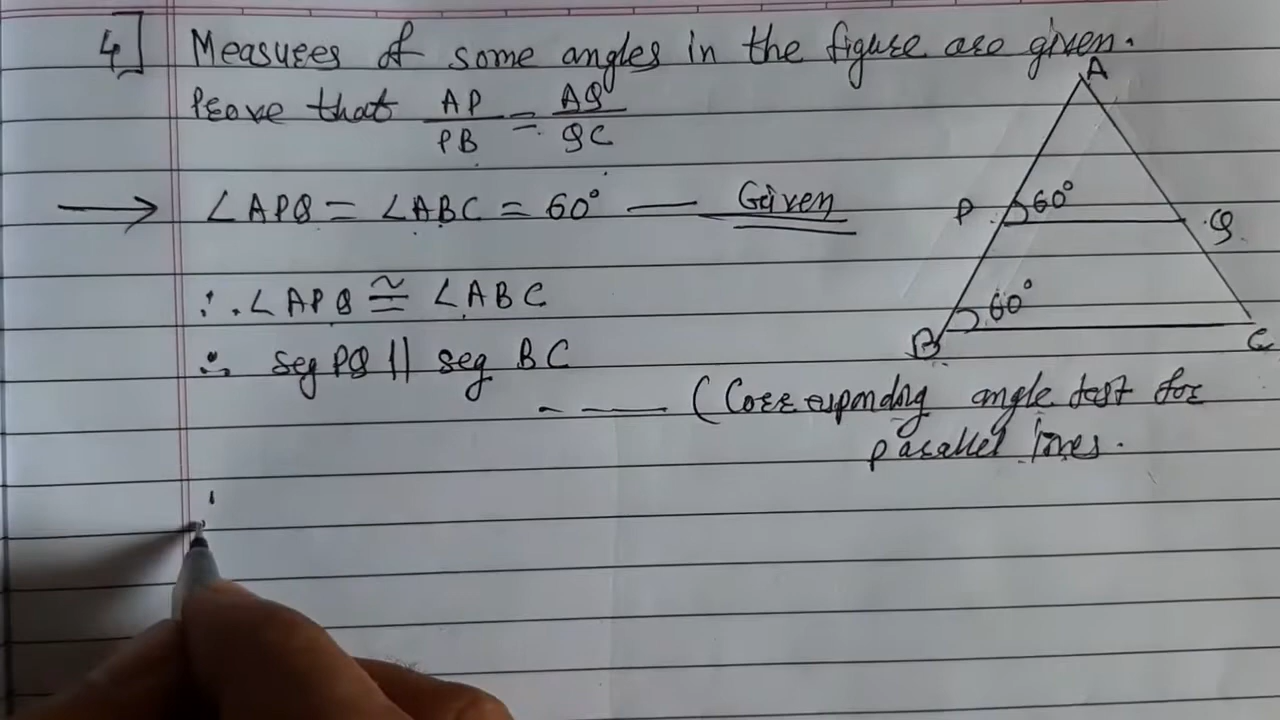 4] Measures of some angles in the figure are given.
Prove that AP/PB = AQ/QC
→ ∠APQ = ∠ABC = 60° — Given
∴ ∠APQ ≅ ∠ABC
∴ seg PQ || seg BC
- — (Corresponding angle test for
parallel lines.
A
P 60° Q
60°
B C